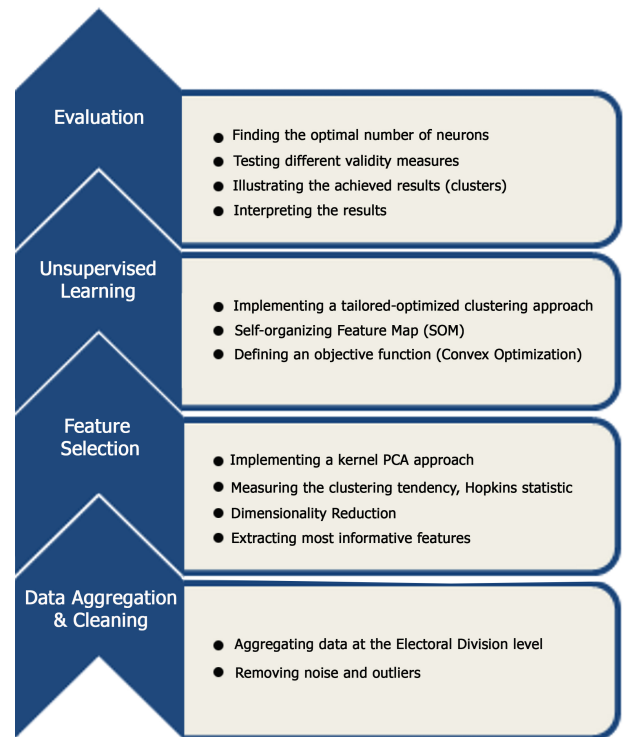 Evaluation
● Finding the optimal number of neurons
● Testing different validity measures
● Illustrating the achieved results (clusters)
● Interpreting the results
Unsupervised
Learning
● Implementing a tailored-optimized clustering approach
● Self-organizing Feature Map (SOM)
● Defining an objective function (Convex Optimization)
Feature
Selection
● Implementing a kernel PCA approach
● Measuring the clustering tendency, Hopkins statistic
● Dimensionality Reduction
● Extracting most informative features
Data Aggregation
& Cleaning
● Aggregating data at the Electoral Division level
● Removing noise and outliers